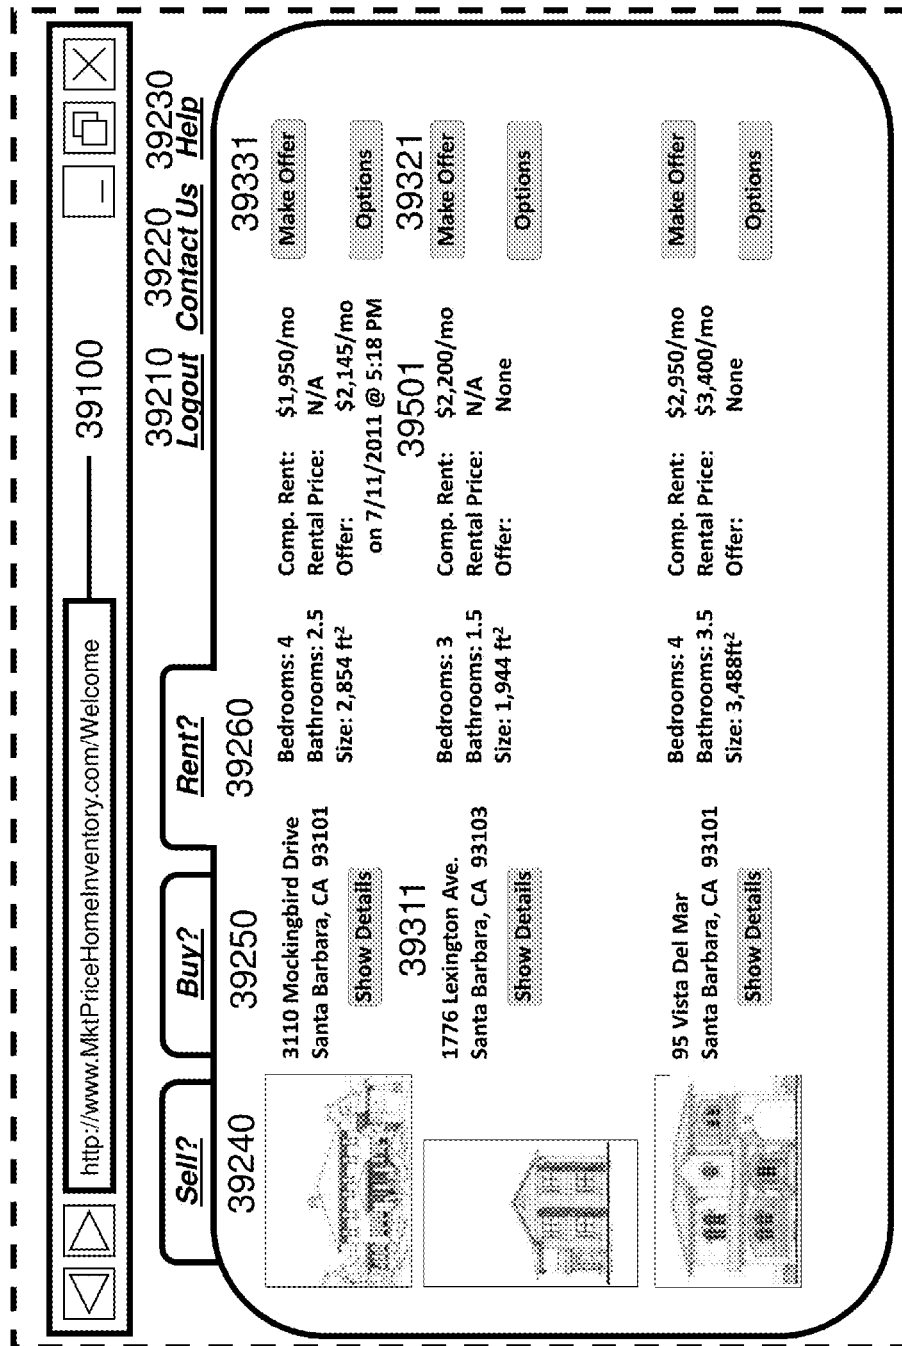 http://www.MktPriceHomeInventory.com/Welcome
39100
39210 39220 39230
Sell? Buy? Rent? Logout Contact Us Help
39240 39250 39260 39331
3110 Mockingbird Drive Bedrooms: 4 Comp. Rent: $1,950/mo Make Offer
Santa Barbara, CA 93101 Bathrooms: 2.5 Rental Price: N/A
Show Details Size: 2,854 ft² Offer: $2,145/mo Options
on 7/11/2011 @ 5:18 PM
39311 39501 39321
1776 Lexington Ave. Bedrooms: 3 Comp. Rent: $2,200/mo Make Offer
Santa Barbara, CA 93103 Bathrooms: 1.5 Rental Price: N/A
Show Details Size: 1,944 ft² Offer: None Options
95 Vista Del Mar Bedrooms: 4 Comp. Rent: $2,950/mo Make Offer
Santa Barbara, CA 93101 Bathrooms: 3.5 Rental Price: $3,400/mo
Show Details Size: 3,488ft² Offer: None Options